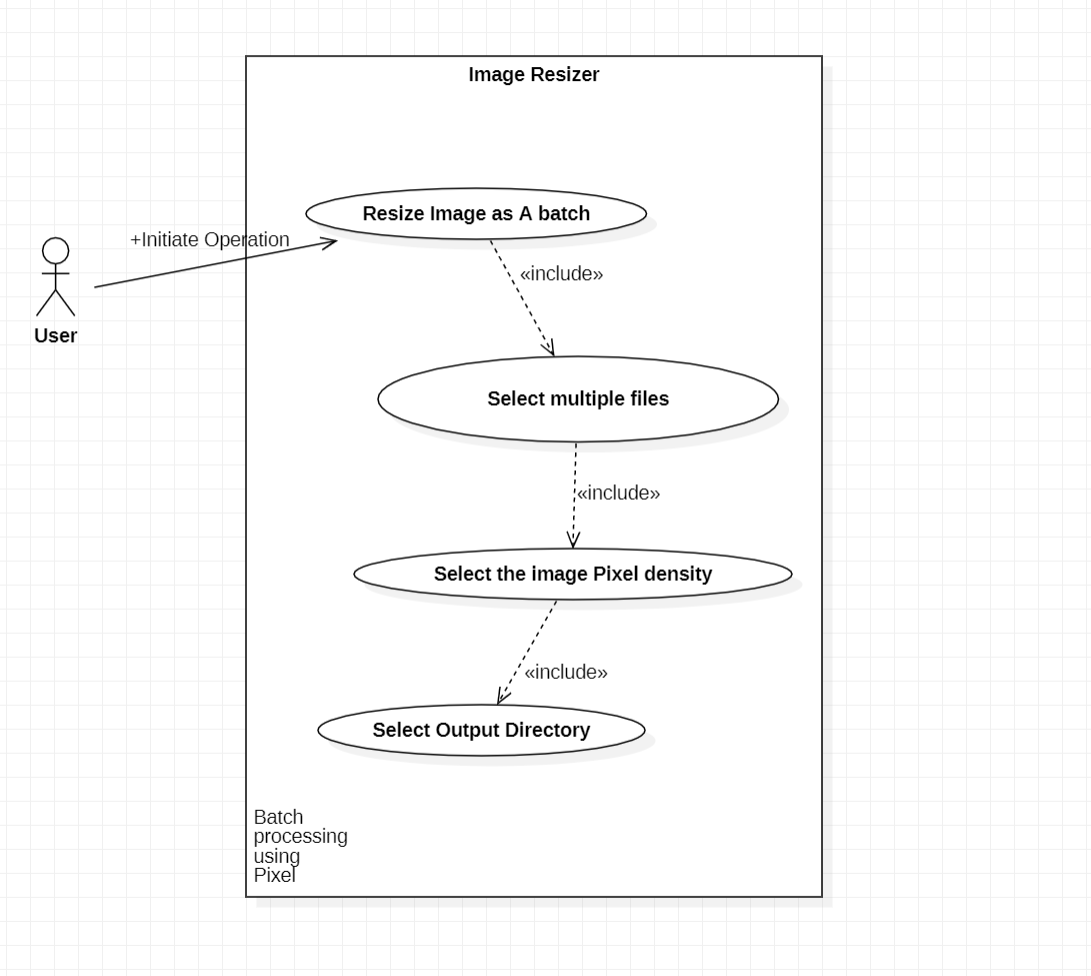 Image Resizer
Resize Image as A batch
+Initiate Operation
«include»
User
Select multiple files
«include»
Select the image Pixel density
«include»
Select Output Directory
Batch
processing
using
Pixel